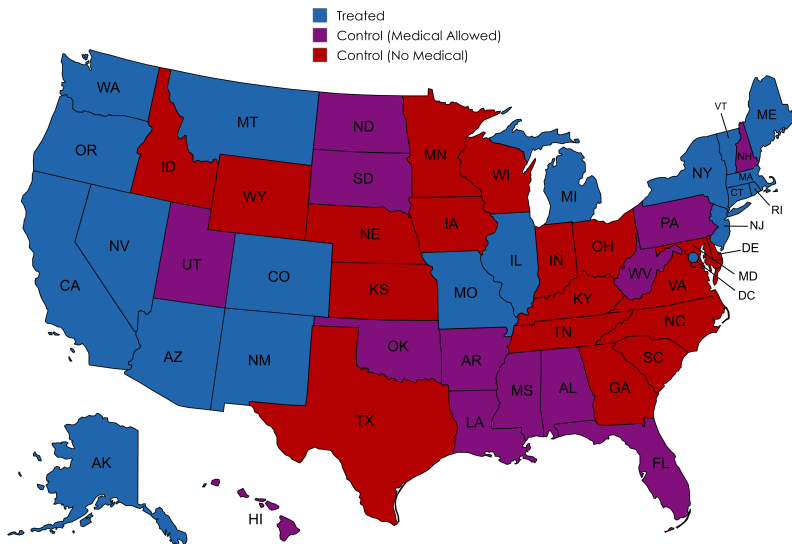 Treated
Control (Medical Allowed)
Control (No Medical)
WA
MT
ND
MN
VT
ME
OR
ID
SD
WI
NY
NH
MA
WY
MI
CT
RI
IA
PA
NJ
NE
NV
UT
CO
IL
IN
OH
DE
WV
MD
CA
KS
MO
VA
DC
KY
NC
AZ
NM
OK
TN
AR
SC
MS
AL
GA
TX
LA
AK
FL
HI